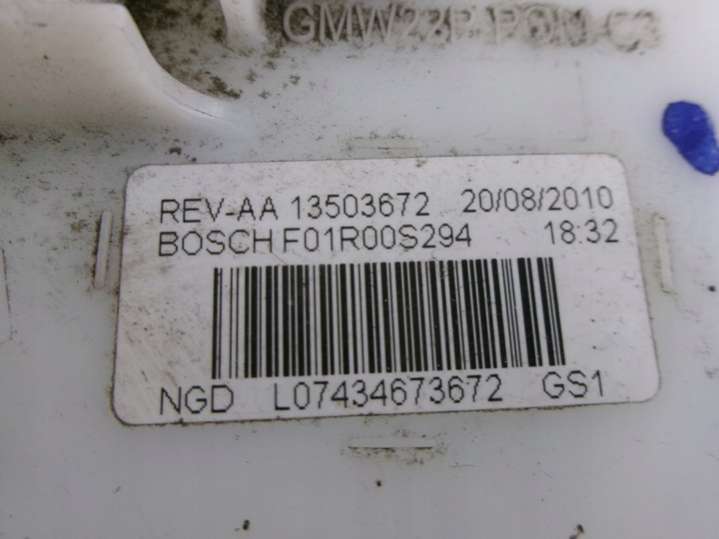 REV-AA 13503672 20/08/2010
BOSCH F01R00S294 18:32
NGD L07434673672 GS1